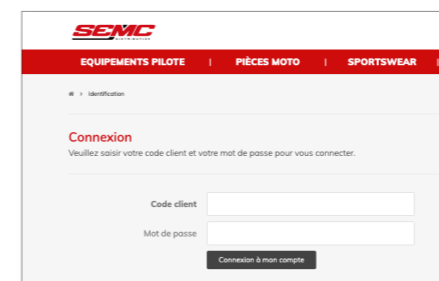 SEMC
DISTRIBUTION
EQUIPEMENTS PILOTE | PIÈCES MOTO | SPORTSWEAR |
> Identification
Connexion
Veuillez saisir votre code client et votre mot de passe pour vous connecter.
Code client
Mot de passe
Connexion à mon compte